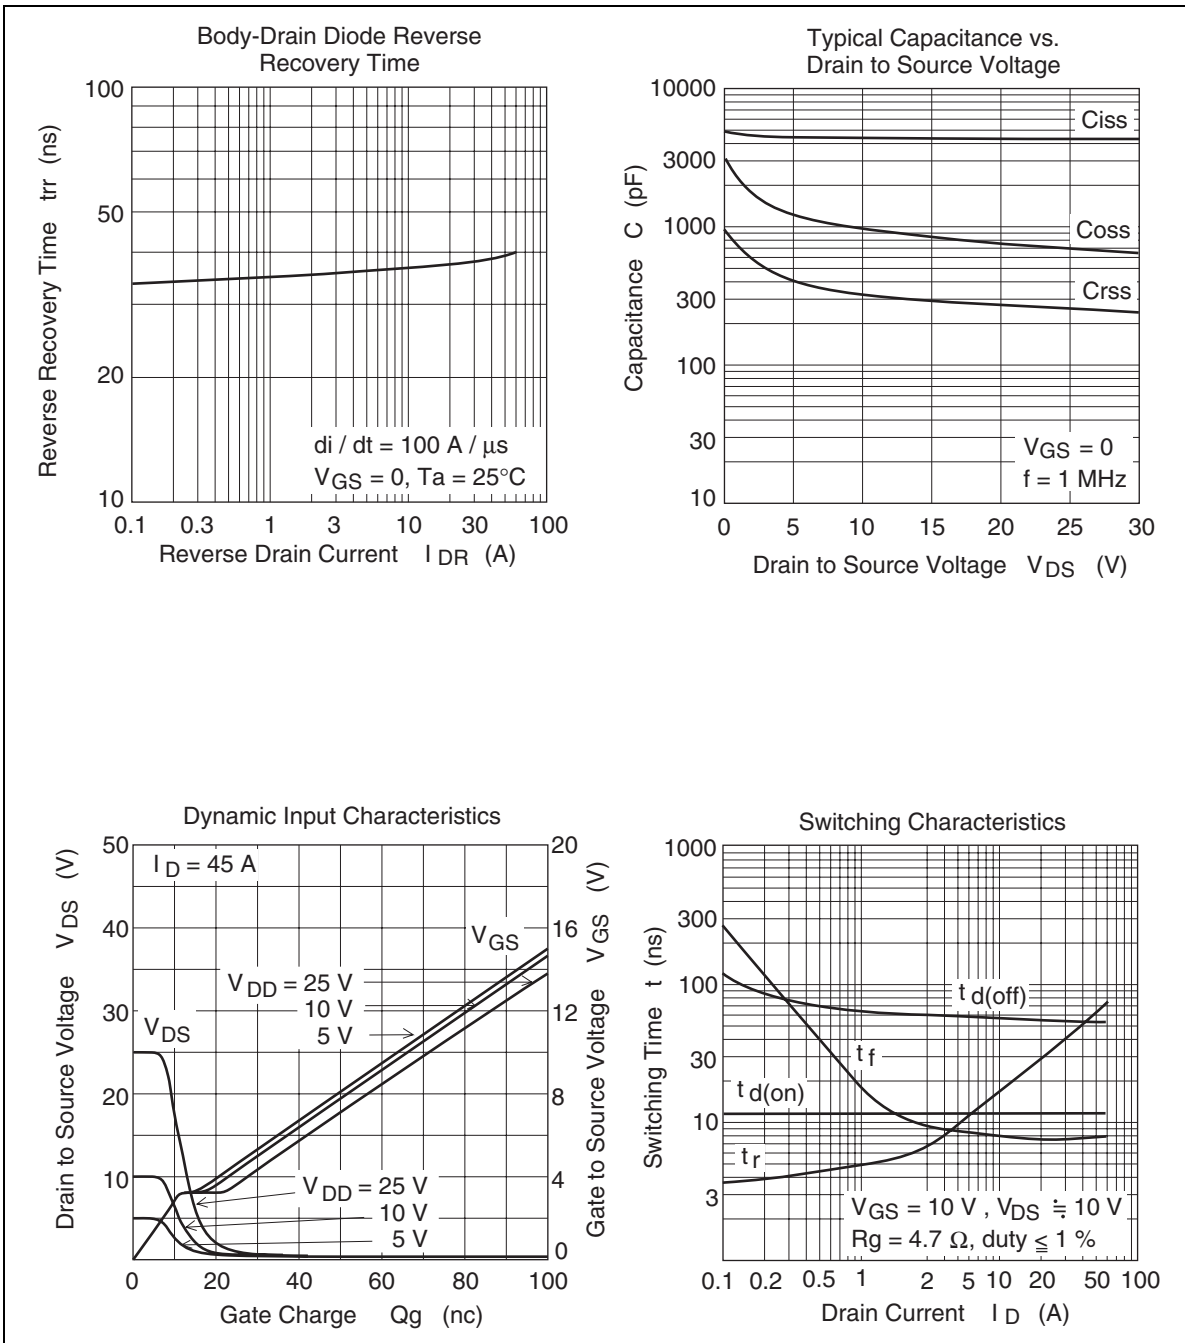 Body-Drain Diode Reverse
Recovery Time
Reverse Recovery Time trr (ns)
100
50
20
10
di / dt = 100 A / μs
VGS = 0, Ta = 25°C
0.1 0.3 1 3 10 30 100
Reverse Drain Current I DR (A)
Typical Capacitance vs.
Drain to Source Voltage
Capacitance C (pF)
10000
3000
1000
300
100
30
10
Ciss
Coss
Crss
VGS = 0
f = 1 MHz
0 5 10 15 20 25 30
Drain to Source Voltage VDS (V)
Dynamic Input Characteristics
Drain to Source Voltage VDS (V)
50
40
30
20
10
0
I D = 45 A
VGS
VDD = 25 V
10 V
5 V
VDS
VDD = 25 V
10 V
5 V
20
16
12
8
4
0
Gate to Source Voltage VGS (V)
0 20 40 60 80 100
Gate Charge Qg (nc)
Switching Characteristics
Switching Time t (ns)
1000
300
100
30
10
3
t d(off)
t f
t d(on)
t r
VGS = 10 V , VDS ≒ 10 V
Rg = 4.7 Ω, duty ≦ 1 %
0.1 0.2 0.5 1 2 5 10 20 50 100
Drain Current I D (A)